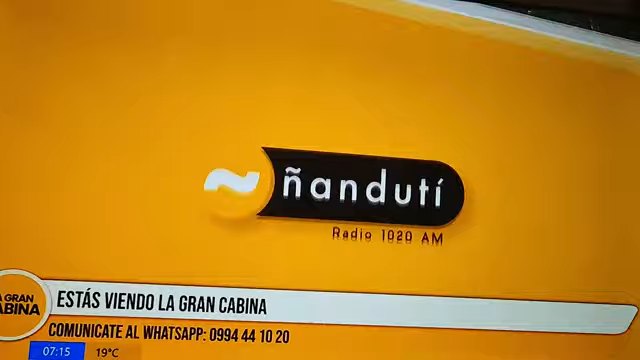 ñandutí
Radio 1020 AM
LA GRAN
CABINA
ESTÁS VIENDO LA GRAN CABINA
COMUNICATE AL WHATSAPP: 0994 44 10 20
07:15 19°C